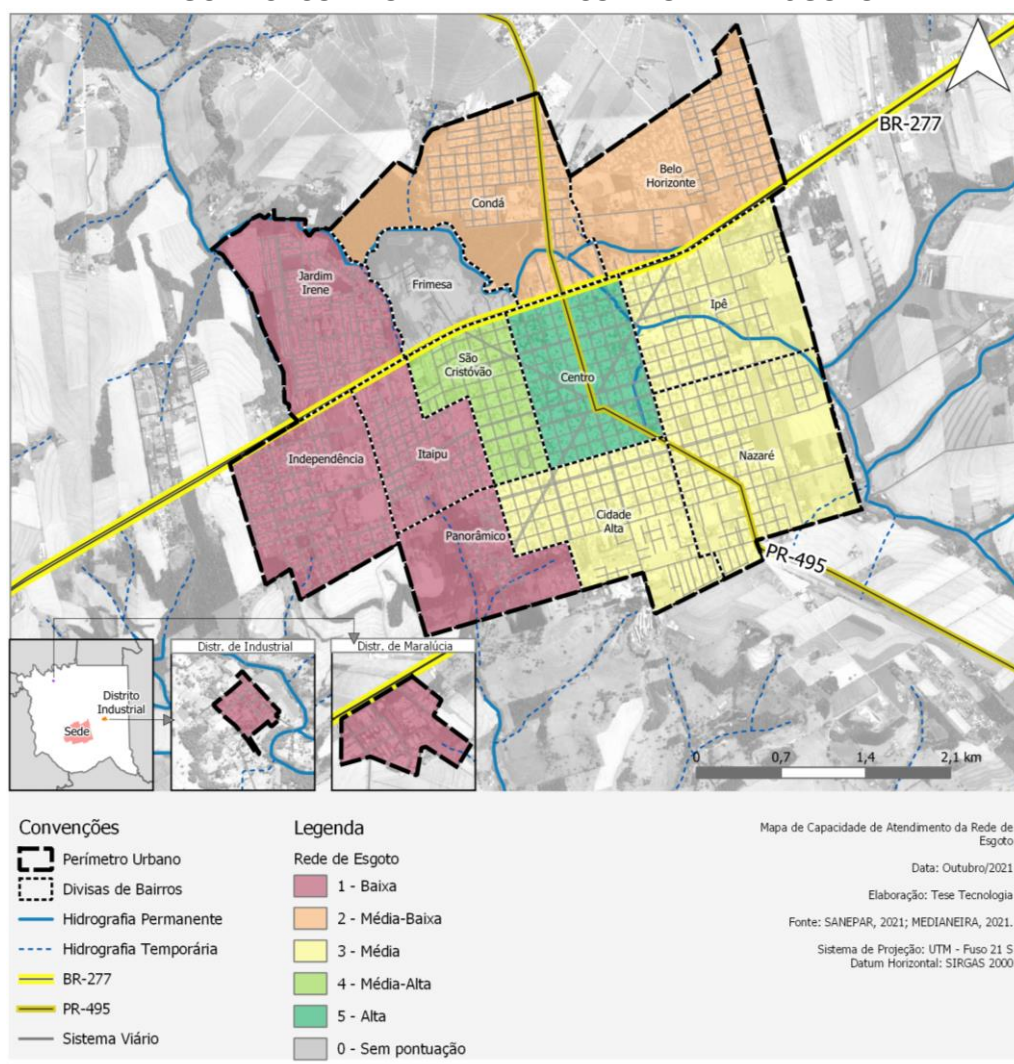 BR-277
Belo
Horizonte
Condá
Jardim
Irene
Frimesa
Ipê
São
Cristóvão
Centro
Independência
Itaipu
Nazaré
Cidade
Alta
Panorâmico
PR-495
Distr. de Industrial
Distr. de Maralúcia
Distrito
Industrial
Sede
0 0,7 1,4 2,1 km
Convenções
Perímetro Urbano
Divisas de Bairros
Hidrografia Permanente
Hidrografia Temporária
BR-277
PR-495
Sistema Viário
Legenda
Rede de Esgoto
1 - Baixa
2 - Média-Baixa
3 - Média
4 - Média-Alta
5 - Alta
0 - Sem pontuação
Mapa de Capacidade de Atendimento da Rede de
Esgoto
Data: Outubro/2021
Elaboração: Tese Tecnologia
Fonte: SANEPAR, 2021; MEDIANEIRA, 2021.
Sistema de Projeção: UTM - Fuso 21 S
Datum Horizontal: SIRGAS 2000